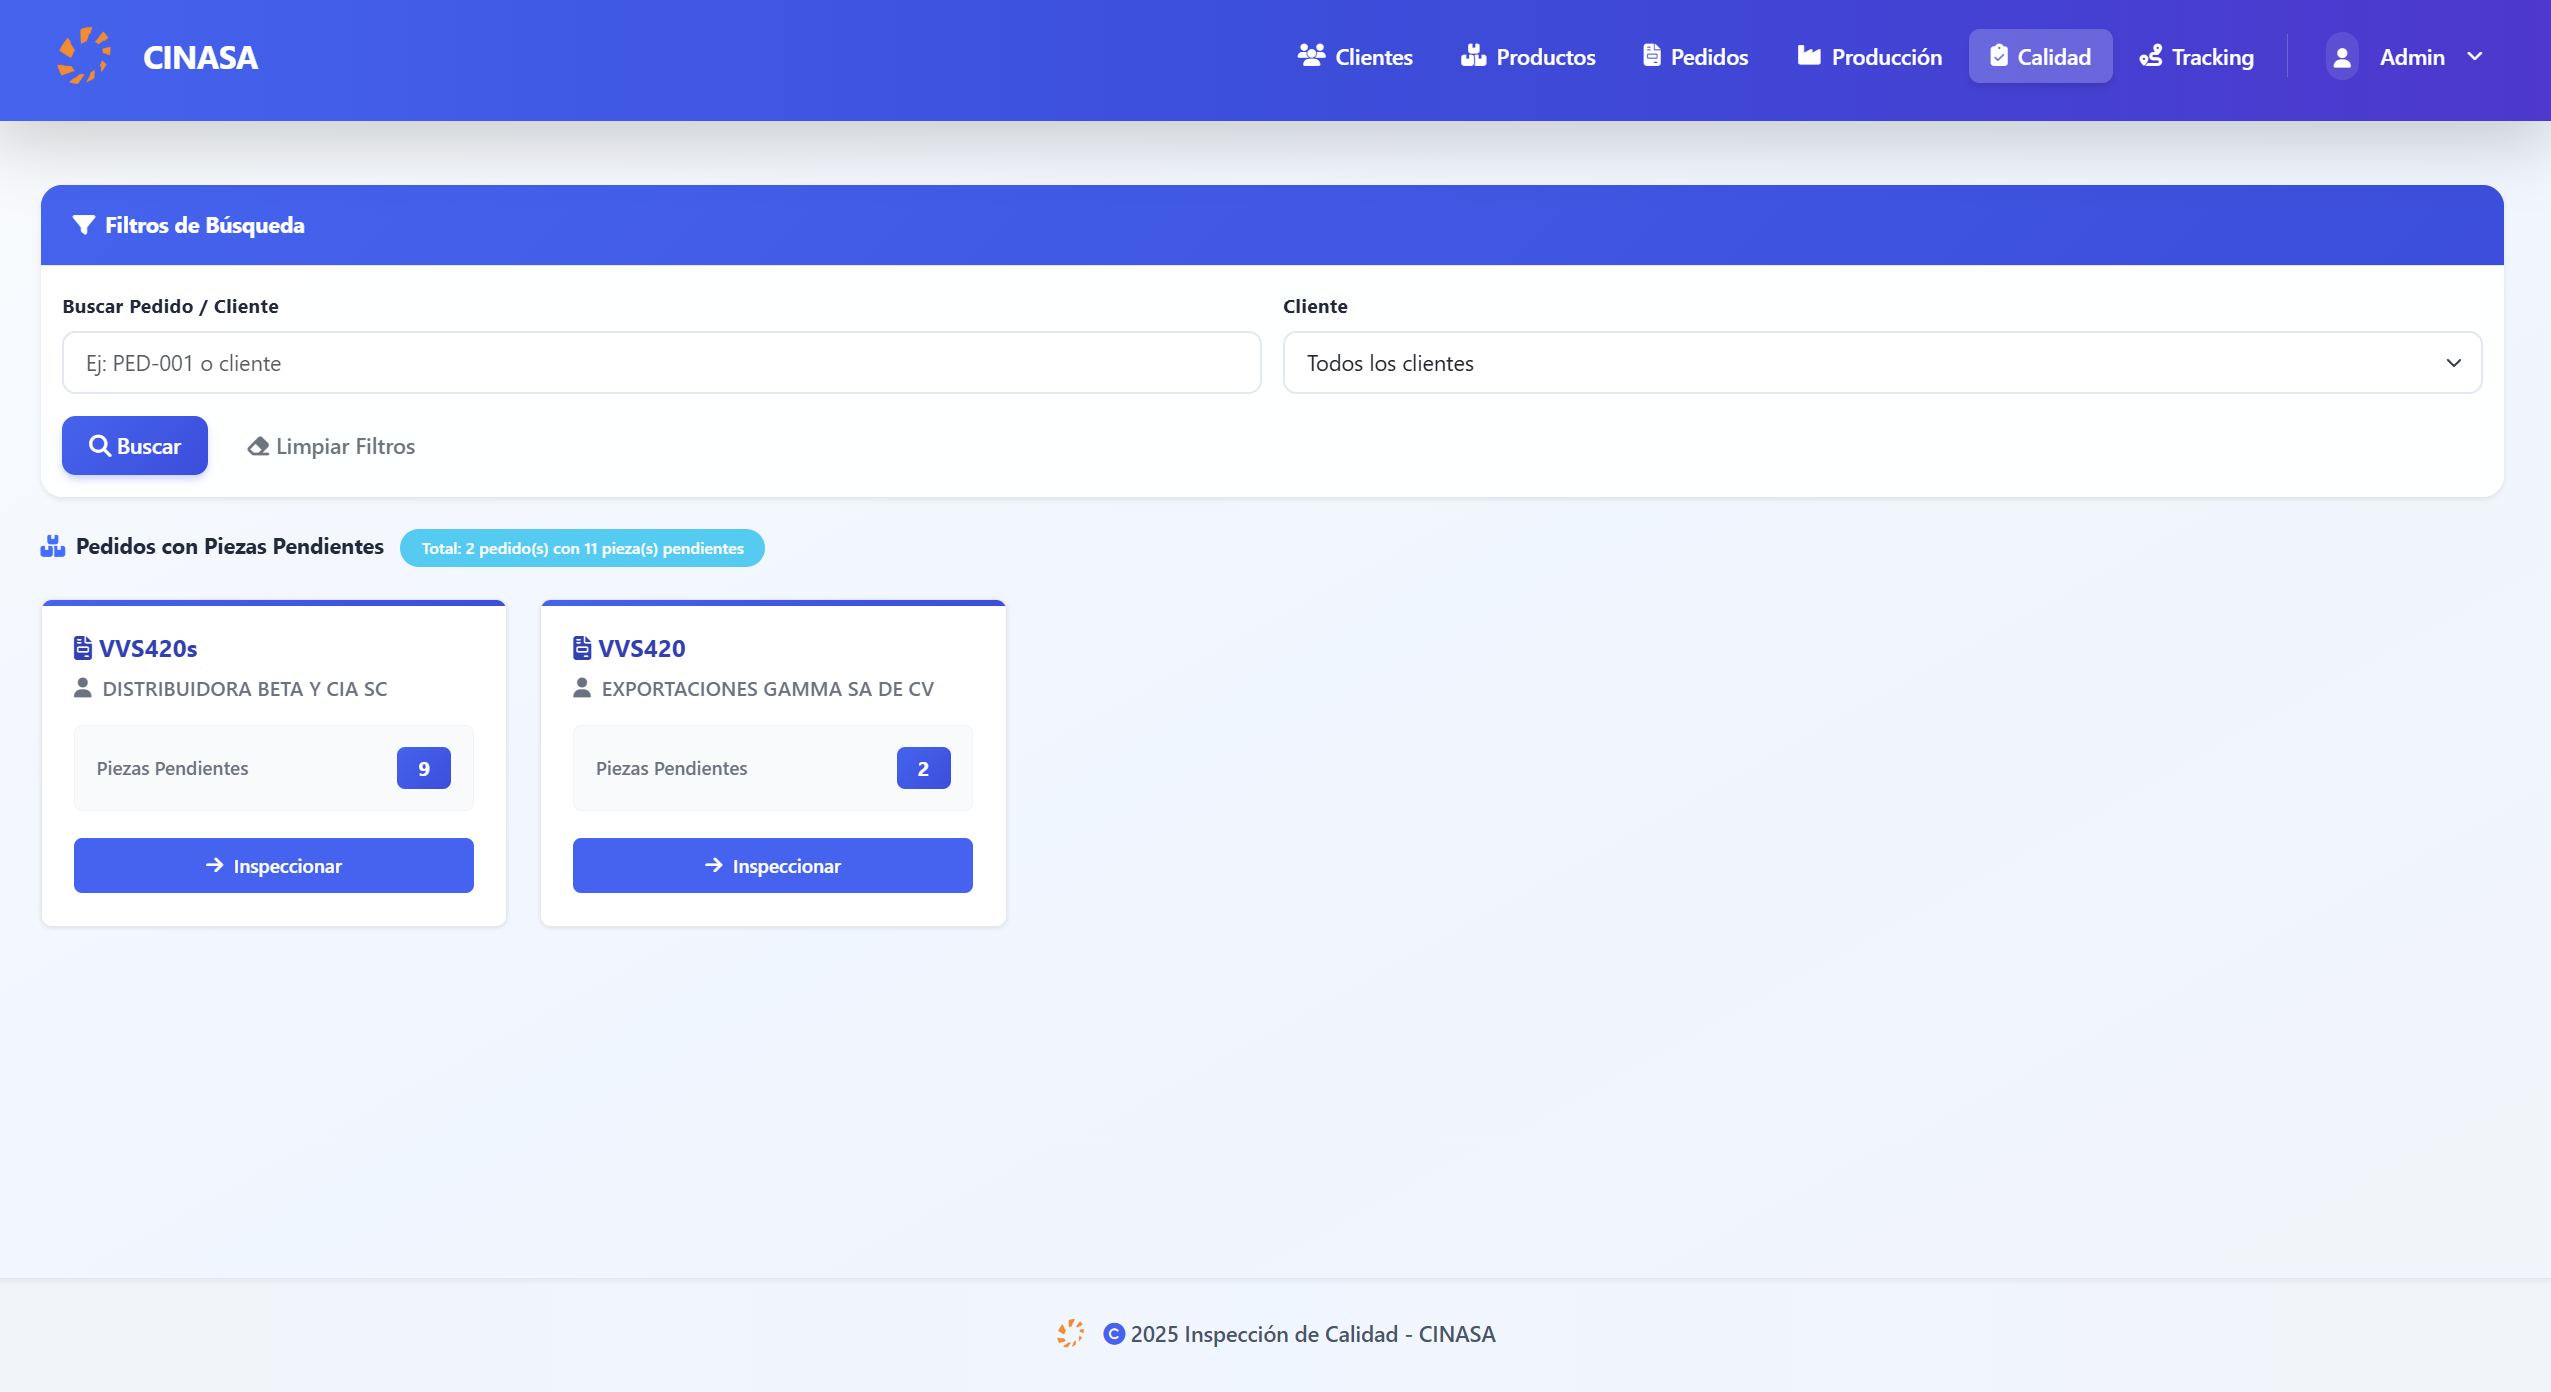 CINASA
Clientes
Productos
Pedidos
Producción
Calidad
Tracking
Admin
Filtros de Búsqueda
Buscar Pedido / Cliente
Cliente
Ej: PED-001 o cliente
Todos los clientes
Buscar
Limpiar Filtros
Pedidos con Piezas Pendientes
Total: 2 pedido(s) con 11 pieza(s) pendientes
VVS420s
DISTRIBUIDORA BETA Y CIA SC
Piezas Pendientes
9
Inspeccionar
VVS420
EXPORTACIONES GAMMA SA DE CV
Piezas Pendientes
2
Inspeccionar
© 2025 Inspección de Calidad - CINASA